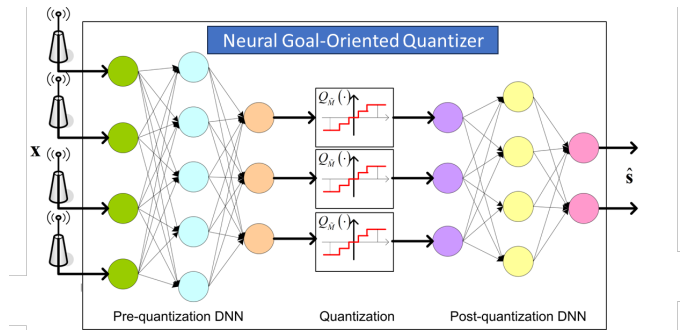 Neural Goal-Oriented Quantizer
x
Q_M̃(·)
Q_M̃(·)
Q_M̃(·)
ŝ
Pre-quantization DNN
Quantization
Post-quantization DNN